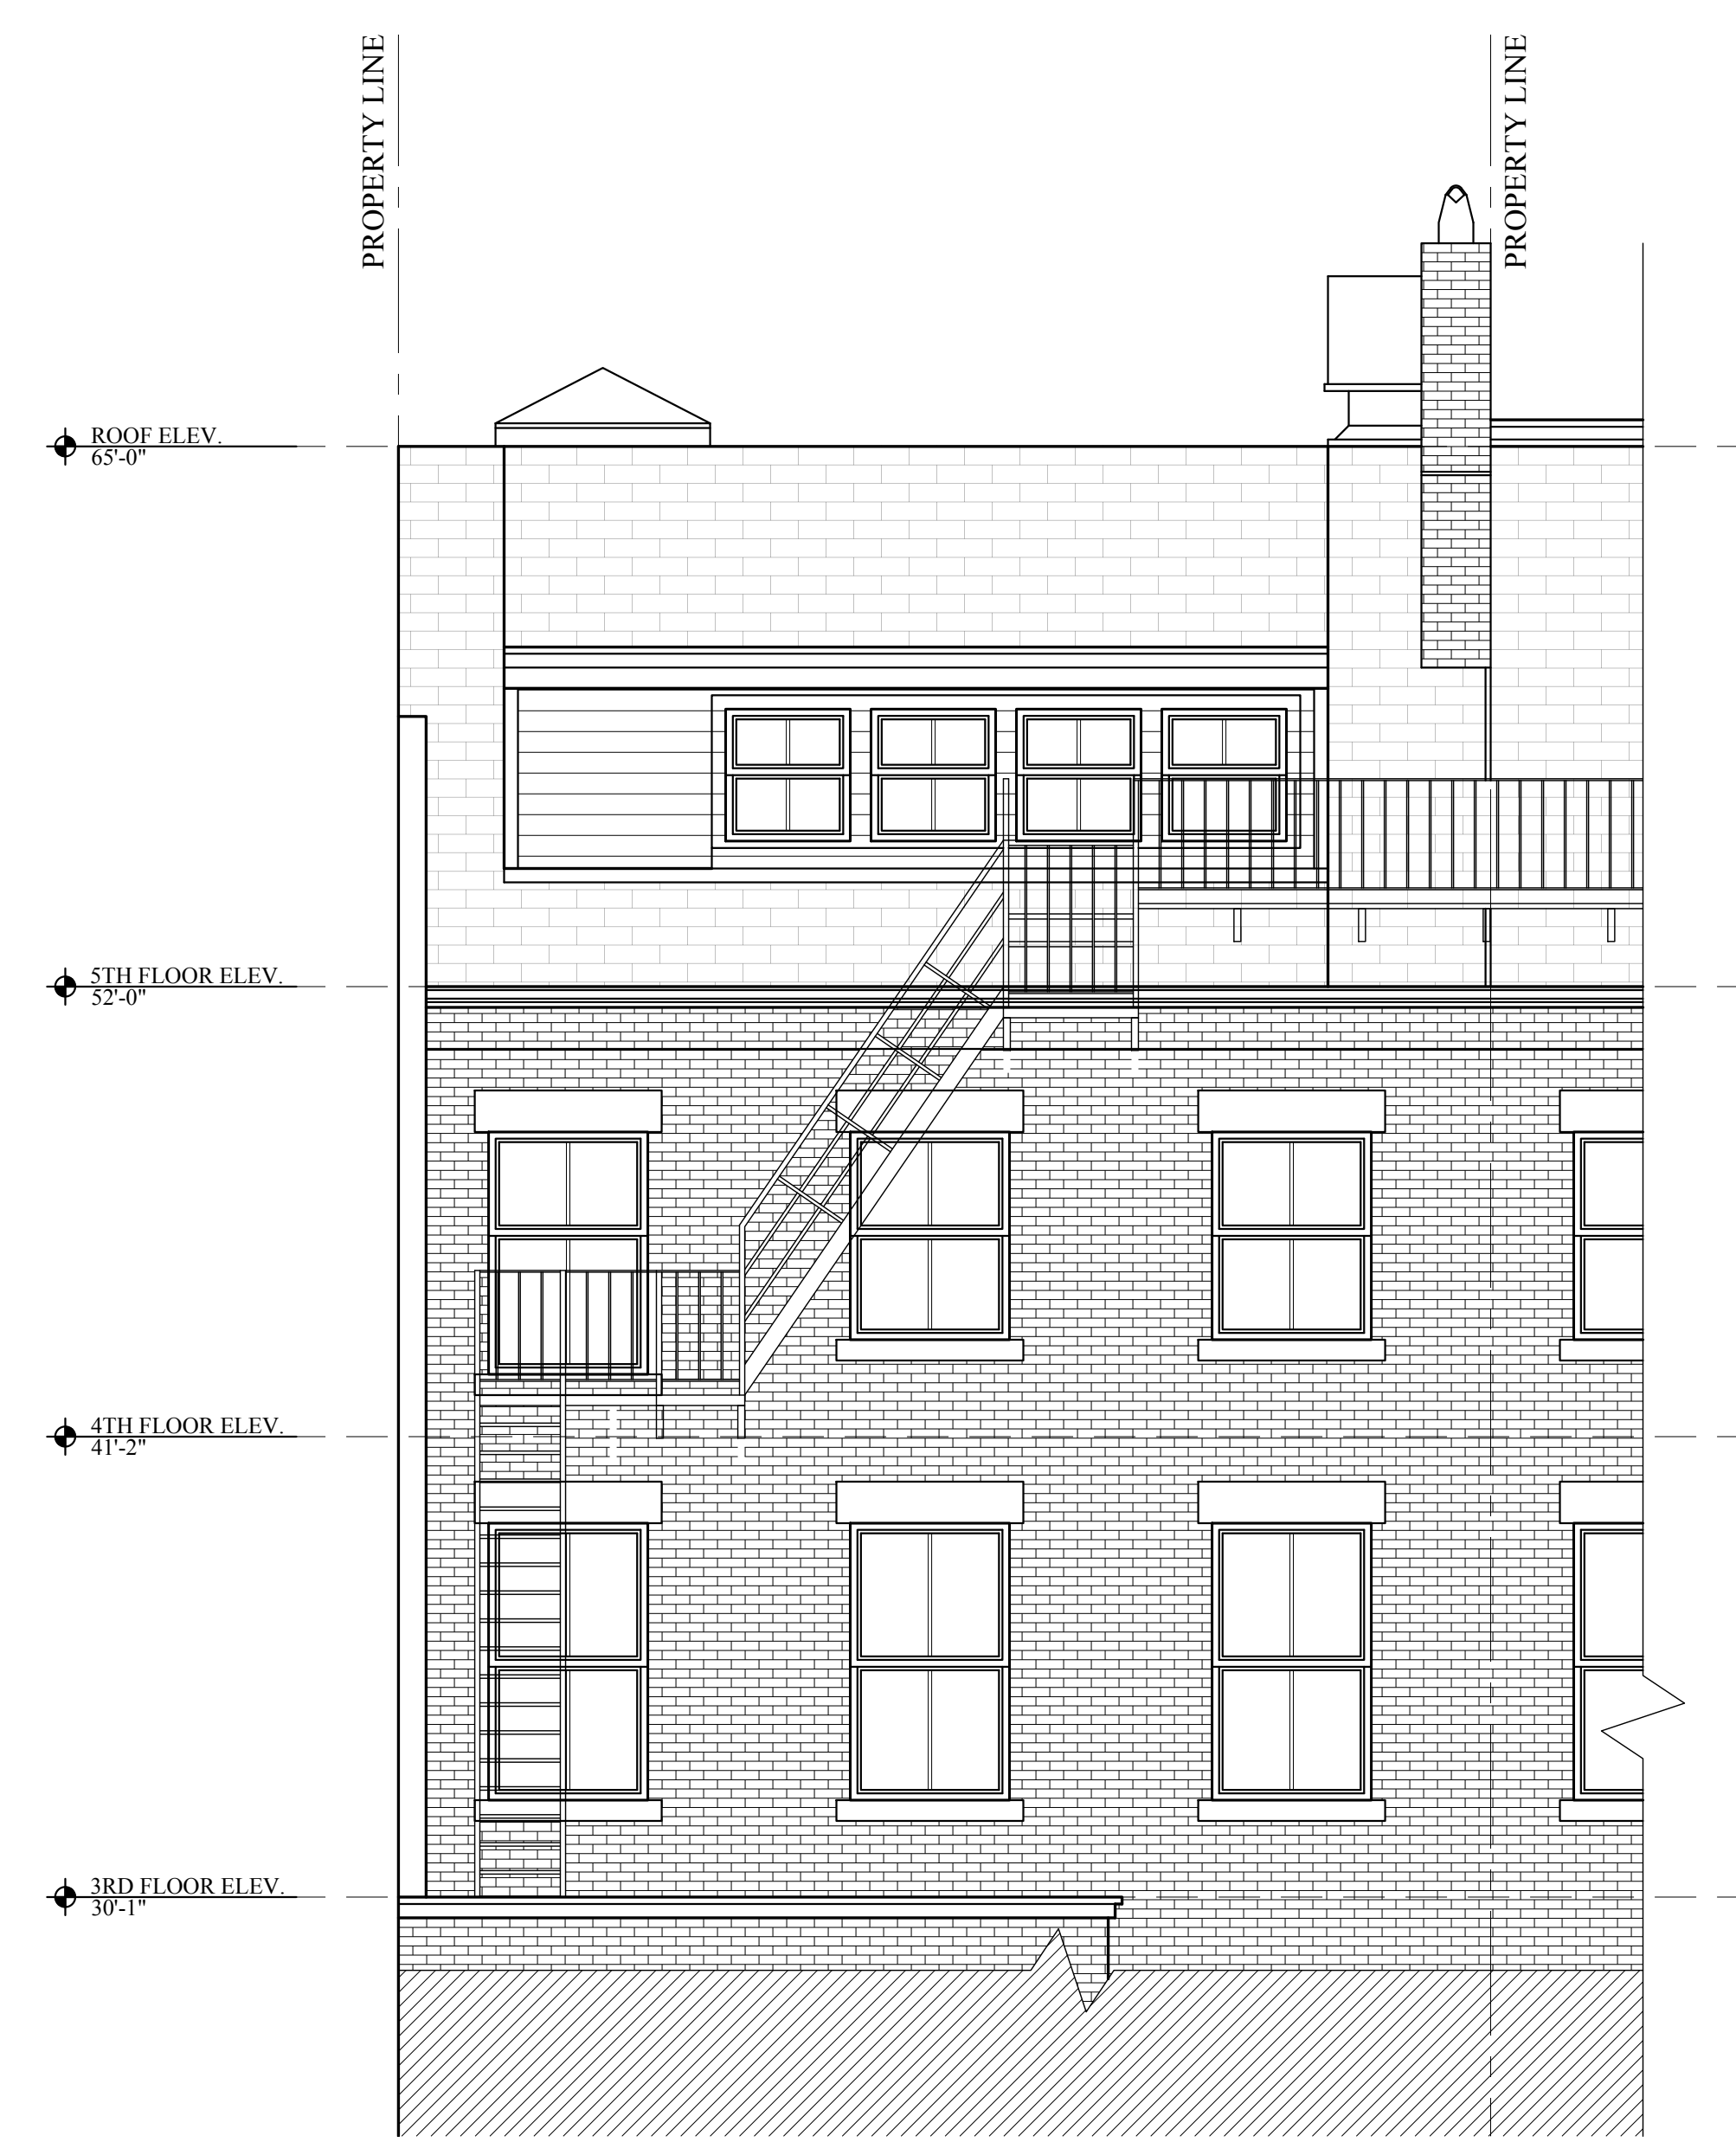 PROPERTY LINE
PROPERTY LINE
ROOF ELEV.
65'-0"
5TH FLOOR ELEV.
52'-0"
4TH FLOOR ELEV.
41'-2"
3RD FLOOR ELEV.
30'-1"